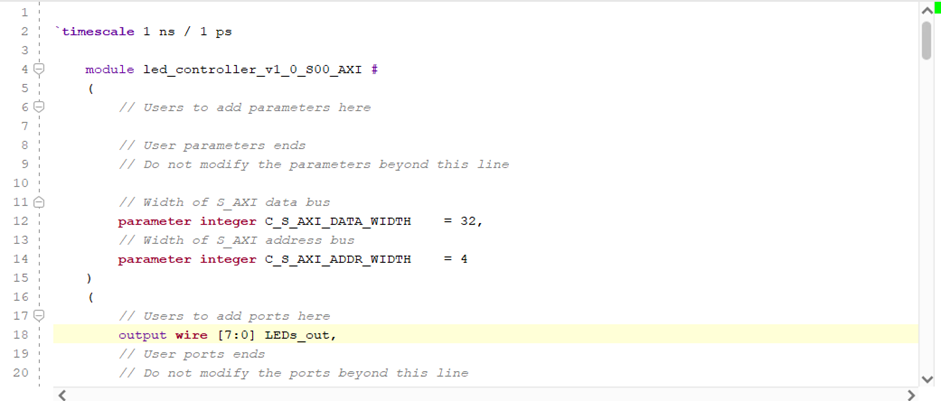 1
2 `timescale 1 ns / 1 ps
3
4 module led_controller_v1_0_S00_AXI #
5 (
6 // Users to add parameters here
7
8 // User parameters ends
9 // Do not modify the parameters beyond this line
10
11 // Width of S_AXI data bus
12 parameter integer C_S_AXI_DATA_WIDTH = 32,
13 // Width of S_AXI address bus
14 parameter integer C_S_AXI_ADDR_WIDTH = 4
15 )
16 (
17 // Users to add ports here
18 output wire [7:0] LEDs_out,
19 // User ports ends
20 // Do not modify the ports beyond this line